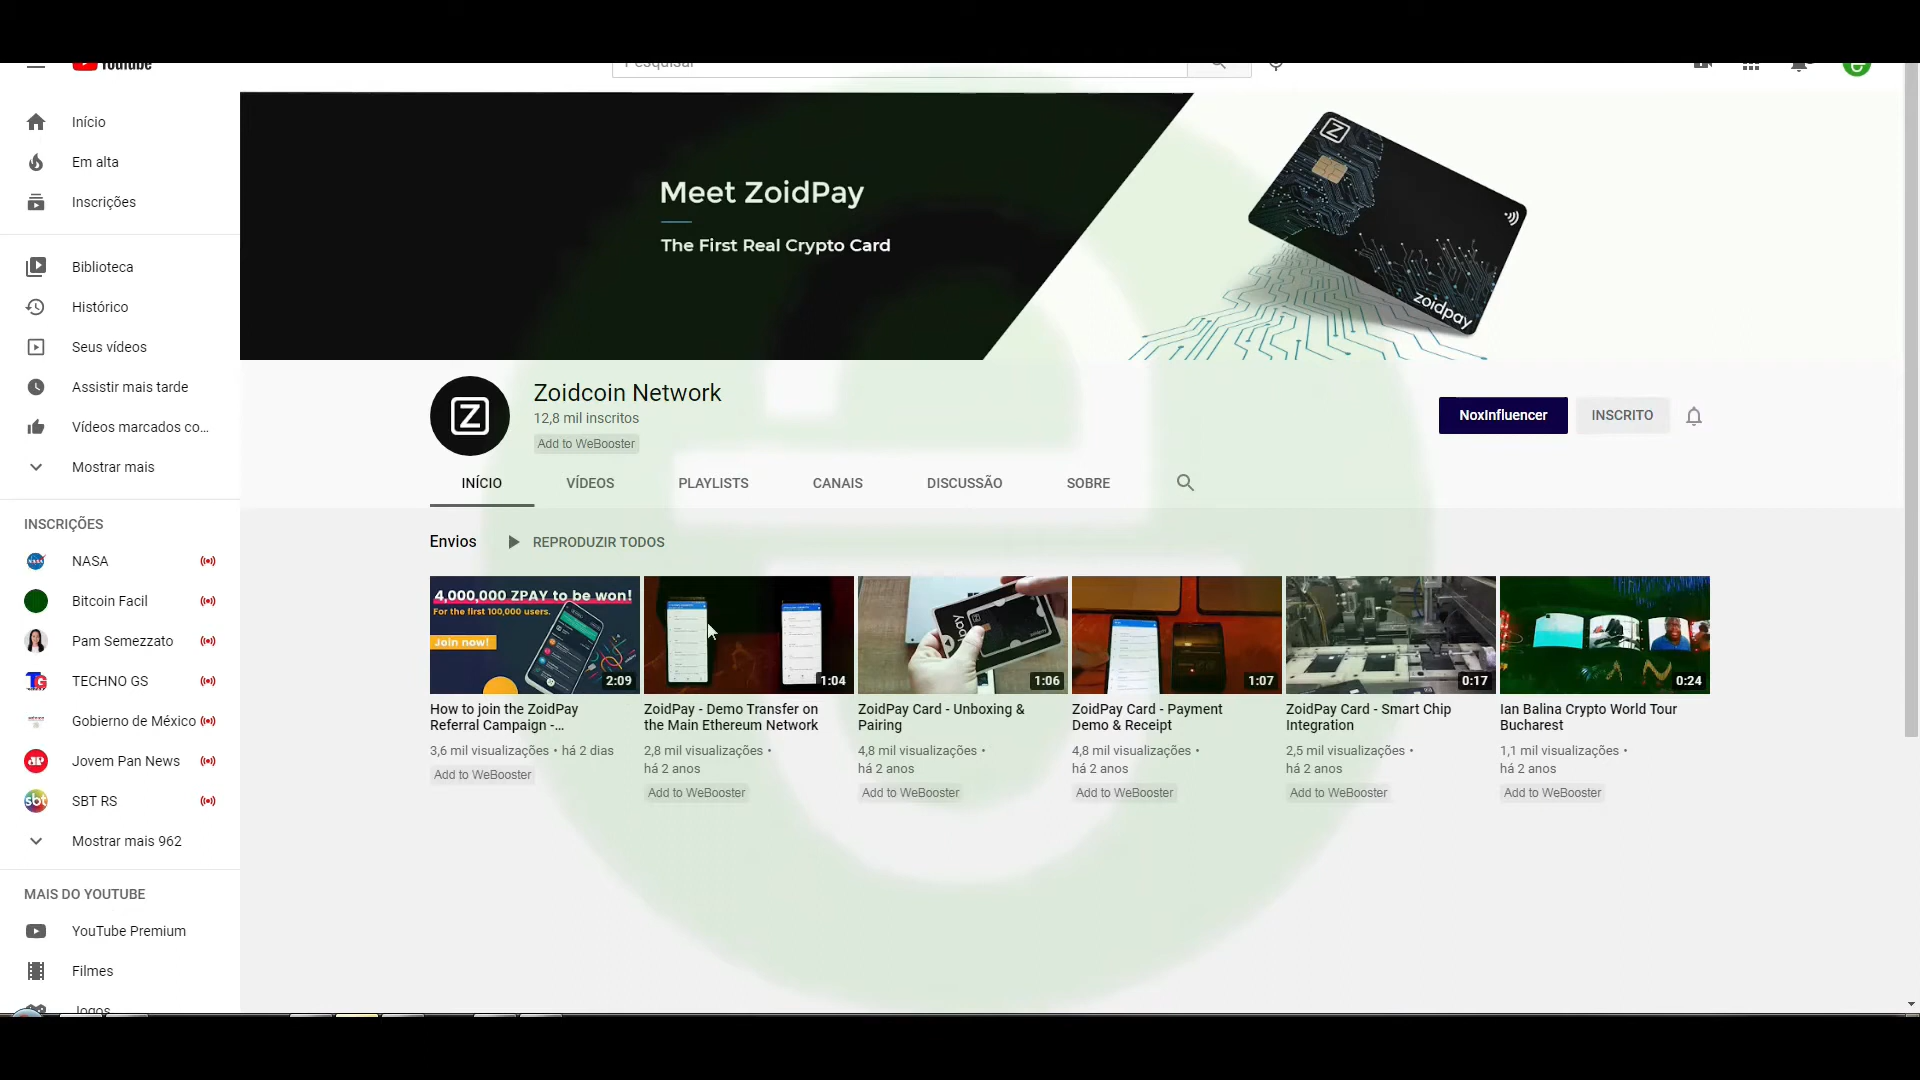 YouTube
Pesquisar
Início
Em alta
Inscrições
Biblioteca
Histórico
Seus vídeos
Assistir mais tarde
Vídeos marcados co...
Mostrar mais
INSCRIÇÕES
NASA
Bitcoin Facil
Pam Semezzato
TECHNO GS
Gobierno de México
Jovem Pan News
SBT RS
Mostrar mais 962
MAIS DO YOUTUBE
YouTube Premium
Filmes
Jogos
Meet ZoidPay
The First Real Crypto Card
zoidpay
Zoidcoin Network
12,8 mil inscritos
Add to WeBooster
NoxInfluencer
INSCRITO
INÍCIO
VÍDEOS
PLAYLISTS
CANAIS
DISCUSSÃO
SOBRE
Envios
REPRODUZIR TODOS
4,000,000 ZPAY to be won!
For the first 100,000 users.
Join now!
2:09
How to join the ZoidPay
Referral Campaign -...
3,6 mil visualizações • há 2 dias
Add to WeBooster
1:04
ZoidPay - Demo Transfer on
the Main Ethereum Network
2,8 mil visualizações •
há 2 anos
Add to WeBooster
1:06
ZoidPay Card - Unboxing &
Pairing
4,8 mil visualizações •
há 2 anos
Add to WeBooster
1:07
ZoidPay Card - Payment
Demo & Receipt
4,8 mil visualizações •
há 2 anos
Add to WeBooster
0:17
ZoidPay Card - Smart Chip
Integration
2,5 mil visualizações •
há 2 anos
Add to WeBooster
0:24
Ian Balina Crypto World Tour
Bucharest
1,1 mil visualizações •
há 2 anos
Add to WeBooster